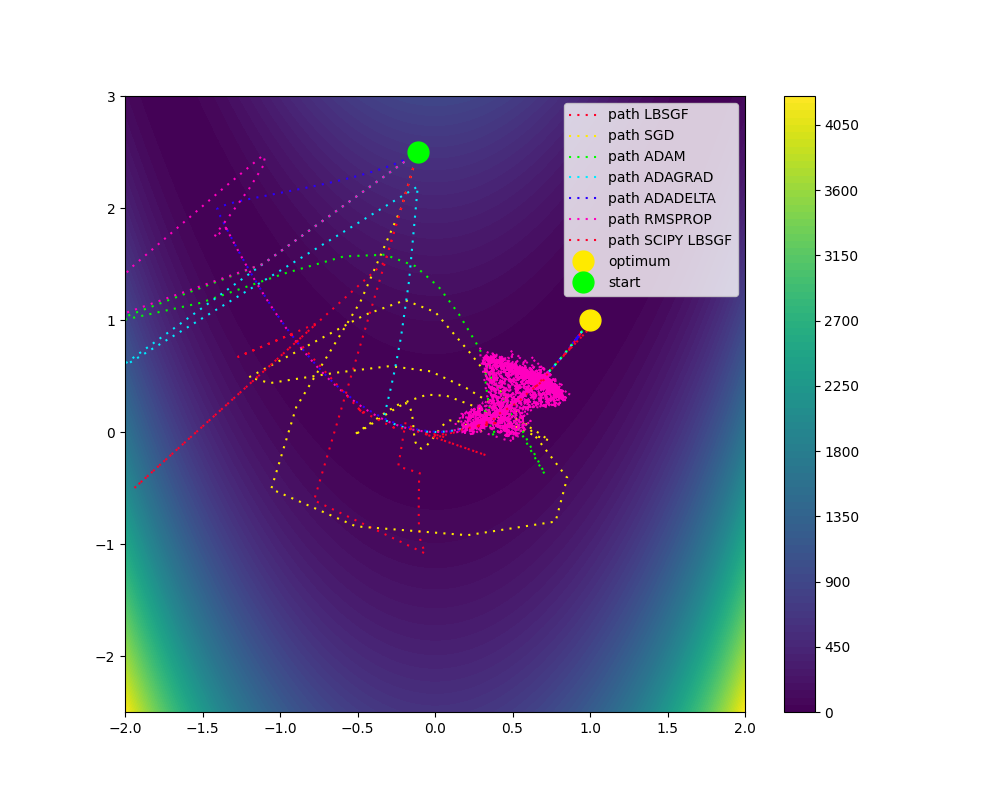 3
2
1
0
−1
−2
−2.0
−1.5
−1.0
−0.5
0.0
0.5
1.0
1.5
2.0
path LBSGF
path SGD
path ADAM
path ADAGRAD
path ADADELTA
path RMSPROP
path SCIPY LBSGF
optimum
start
4050
3600
3150
2700
2250
1800
1350
900
450
0